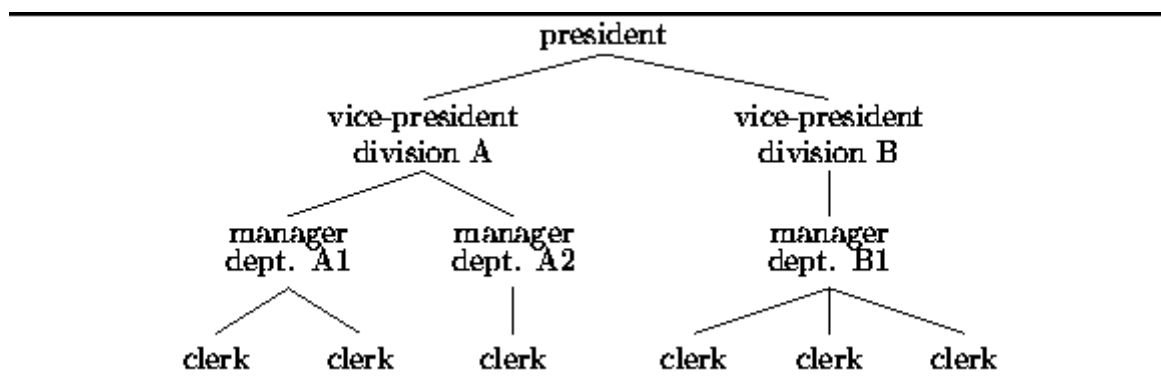 president
vice-president vice-president
division A division B
manager manager manager
dept. A1 dept. A2 dept. B1
clerk clerk clerk clerk clerk clerk